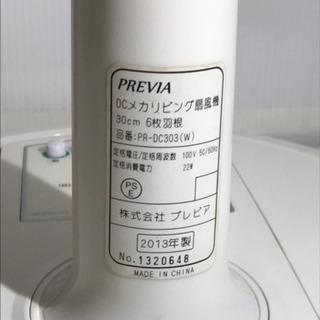 PREVIA
DCメカリビング扇風機
30cm 6枚羽根
品番:PR-DC303(W)
定格電圧/定格周波数 100V 50/60Hz
定格消費電力 22W
PS
E
株式会社 プレピア
2013年製
No.1320648
MADE IN CHINA